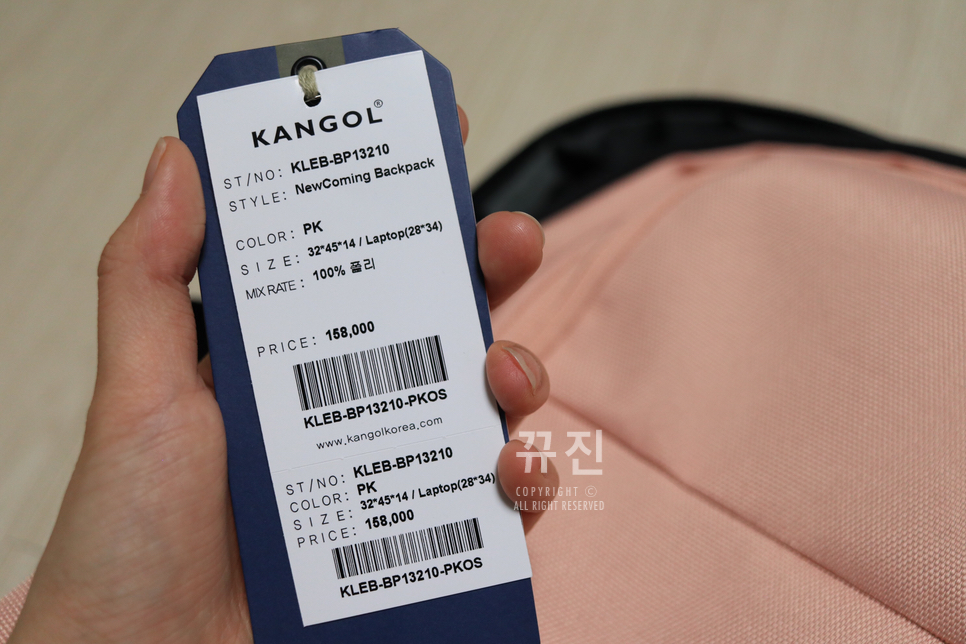 KANGOL®
ST/NO: KLEB-BP13210
STYLE: NewComing Backpack
COLOR: PK
SIZE: 32*45*14 / Laptop(28*34)
MIX RATE: 100% 폴리
PRICE: 158,000
KLEB-BP13210-PKOS
www.kangolkorea.com
ST/NO: KLEB-BP13210
COLOR: PK
SIZE: 32*45*14 / Laptop(28*34)
PRICE: 158,000
KLEB-BP13210-PKOS
뀨진
COPYRIGHT ©
ALL RIGHT RESERVED